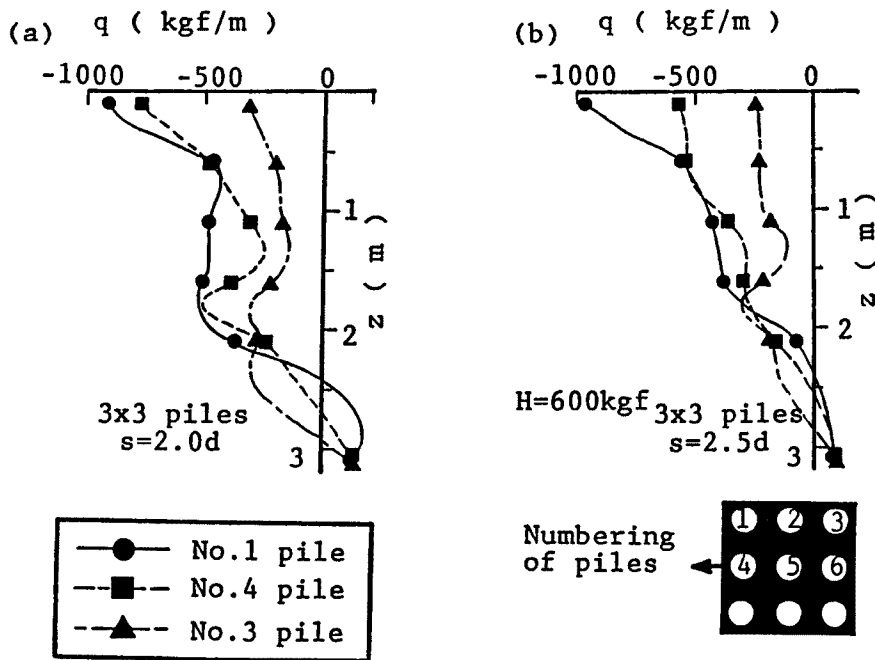 (a) q ( kgf/m )
-1000 -500 0
1
2
3
z ( m )
3x3 piles
s=2.0d
(b) q ( kgf/m )
-1000 -500 0
1
2
3
z ( m )
H=600kgf
3x3 piles
s=2.5d
No.1 pile
No.4 pile
No.3 pile
Numbering
of piles
1 2 3
4 5 6